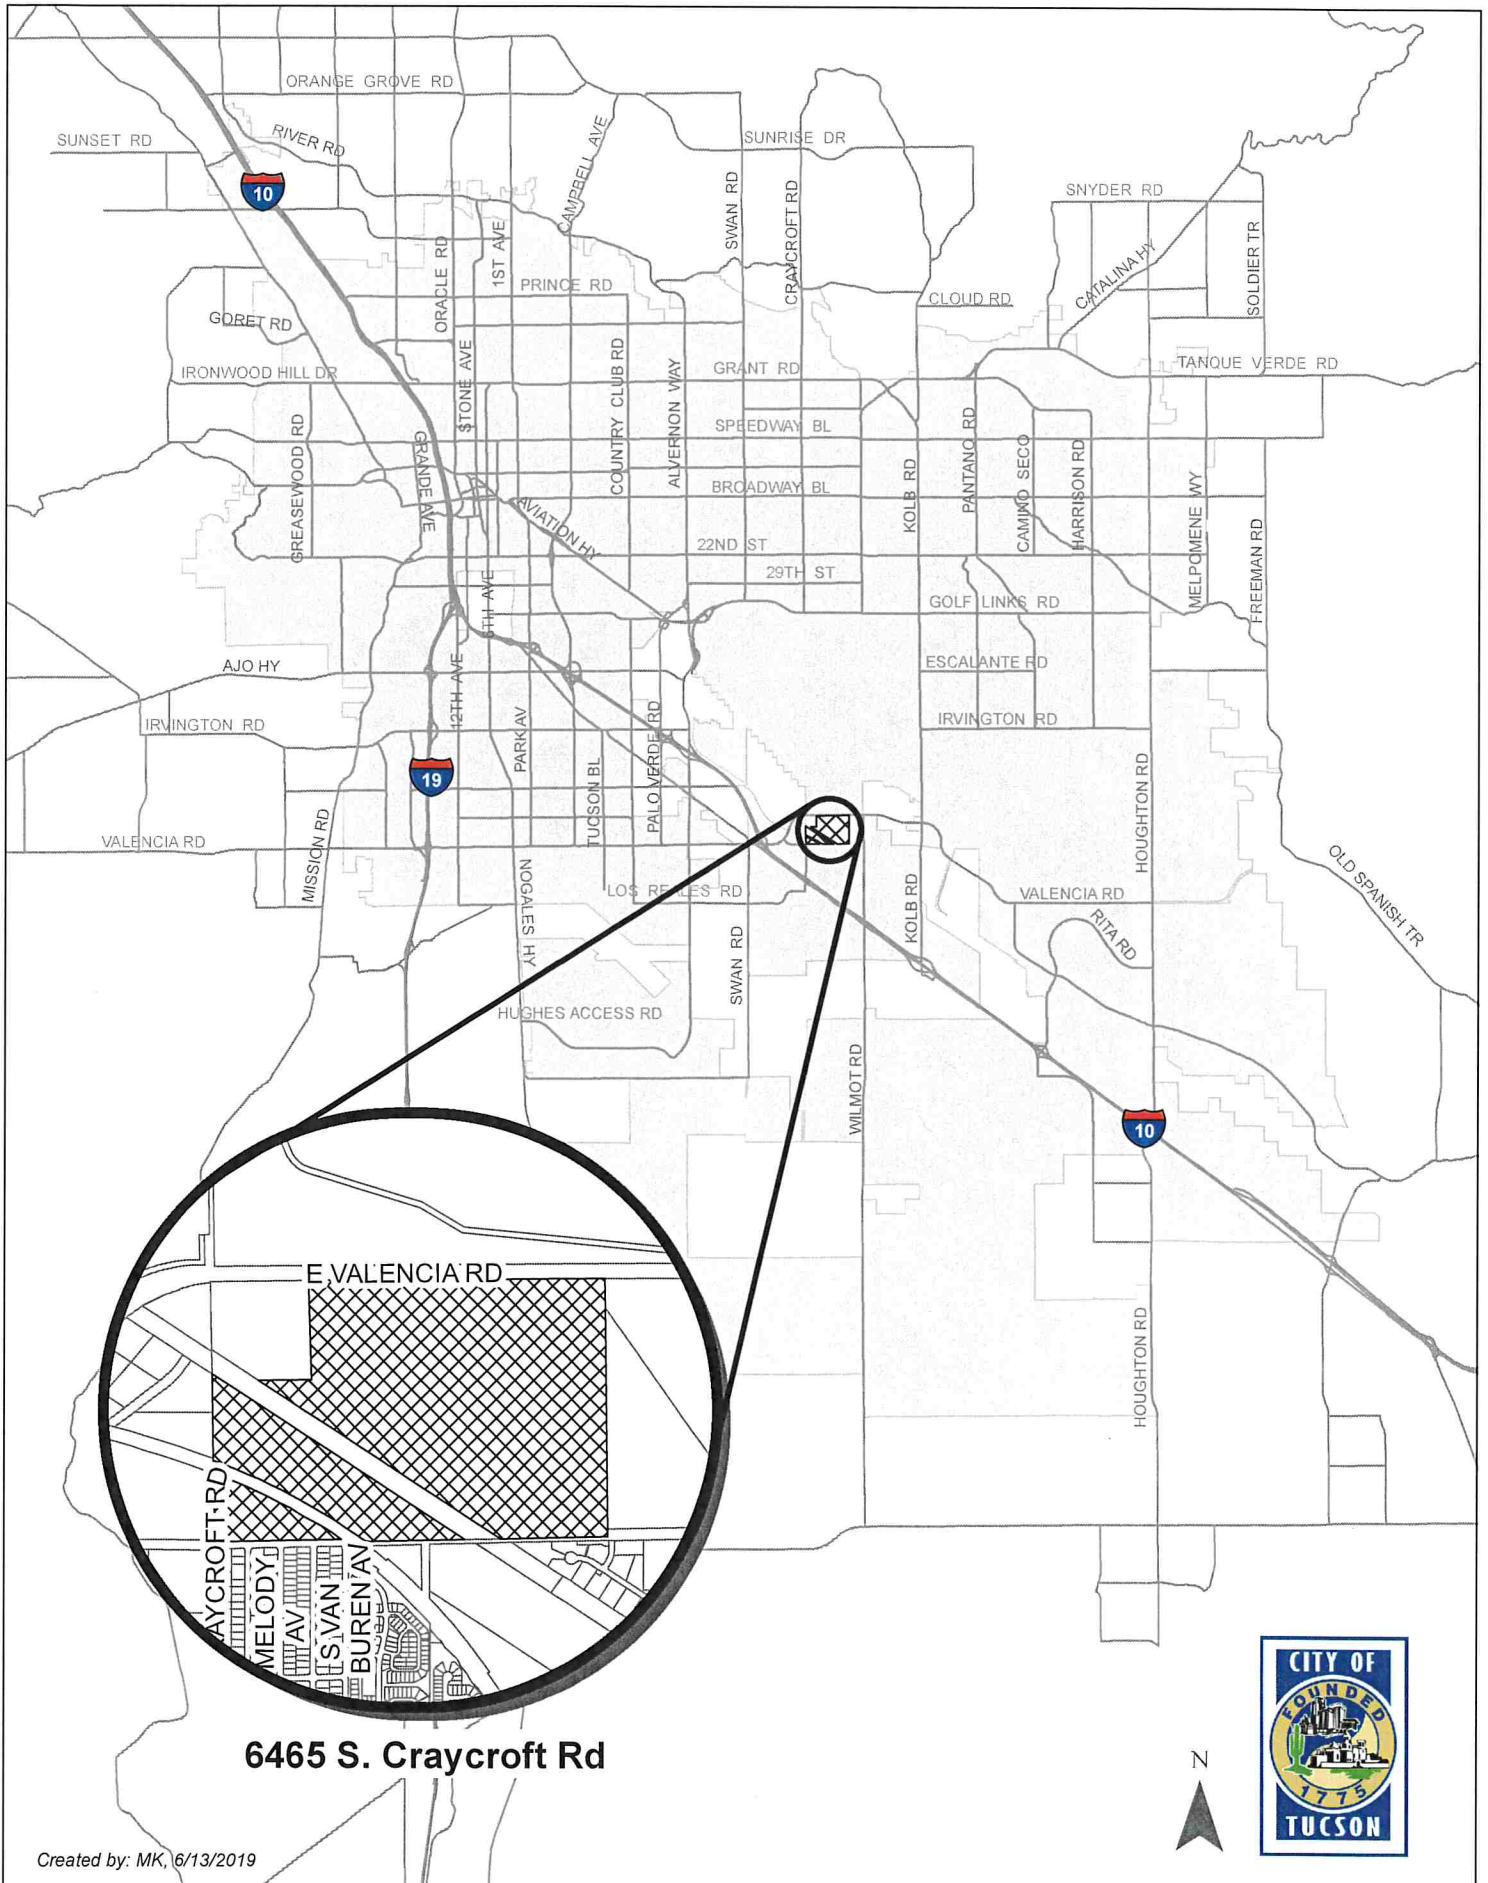 ORANGE GROVE RD
SUNSET RD
RIVER RD
CAMPBELL AVE
SUNRISE DR
10
SWAN RD
CRAYCROFT RD
SNYDER RD
ORACLE RD
1ST AVE
CATALINA HY
SOLDIER TR
PRINCE RD
CLOUD RD
GORET RD
IRONWOOD HILL DR
STONE AVE
COUNTRY CLUB RD
ALVERNON WAY
GRANT RD
TANQUE VERDE RD
GREASEWOOD RD
GRANDE AVE
SPEEDWAY BL
KOLB RD
PANTANO RD
CAMINO SECO
HARRISON RD
MELPOMENE WY
BROADWAY BL
AVIATION HY
22ND ST
29TH ST
FREEMAN RD
6TH AVE
GOLF LINKS RD
AJO HY
12TH AVE
ESCALANTE RD
IRVINGTON RD
PARK AV
PALO VERDE RD
IRVINGTON RD
19
TUCSON BL
HOUGHTON RD
MISSION RD
VALENCIA RD
OLD SPANISH TR
NOGALES HY
LOS REALES RD
KOLB RD
VALENCIA RD
RITA RD
SWAN RD
HUGHES ACCESS RD
WILMOT RD
10
HOUGHTON RD
E VALENCIA RD
AYCROFT RD
MELODY
AV
S VAN
BUREN AV
6465 S. Craycroft Rd
N
CITY OF
FOUNDED
1775
TUCSON
Created by: MK, 6/13/2019